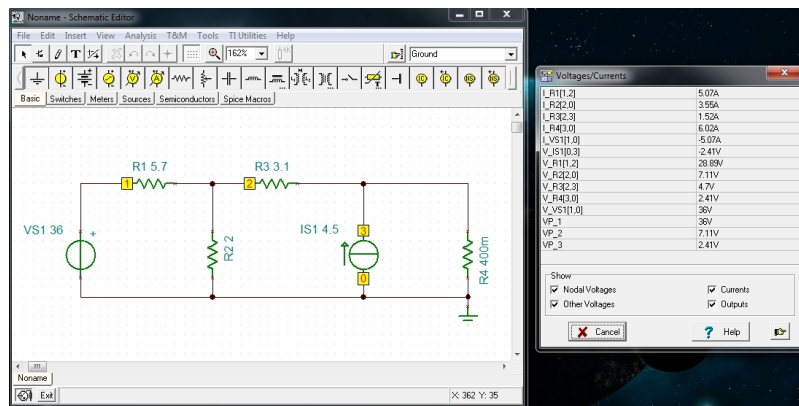 Noname - Schematic Editor
File Edit Insert View Analysis T&M Tools TI Utilities Help
T 162% Ground
Basic Switches Meters Sources Semiconductors Spice Macros
R1 5.7
R3 3.1
1
2
VS1 36
+
R2 2
IS1 4.5
3
0
R4 400m
Noname
Exit
X: 362 Y: 35
Voltages/Currents
I_R1[1,2] 5.07A
I_R2[2,0] 3.55A
I_R3[2,3] 1.52A
I_R4[3,0] 6.02A
I_VS1[1,0] -5.07A
V_IS1[0,3] -2.41V
V_R1[1,2] 28.89V
V_R2[2,0] 7.11V
V_R3[2,3] 4.7V
V_R4[3,0] 2.41V
V_VS1[1,0] 36V
VP_1 36V
VP_2 7.11V
VP_3 2.41V
Show
Nodal Voltages Currents
Other Voltages Outputs
Cancel ? Help